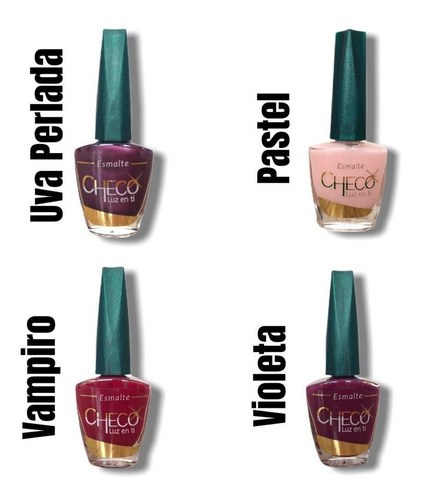 Uva Perlada
Esmalte
CHECO
Luz en ti
Pastel
Esmalte
CHECO
Luz en ti
Vampiro
Esmalte
CHECO
Luz en ti
Violeta
Esmalte
CHECO
Luz en ti